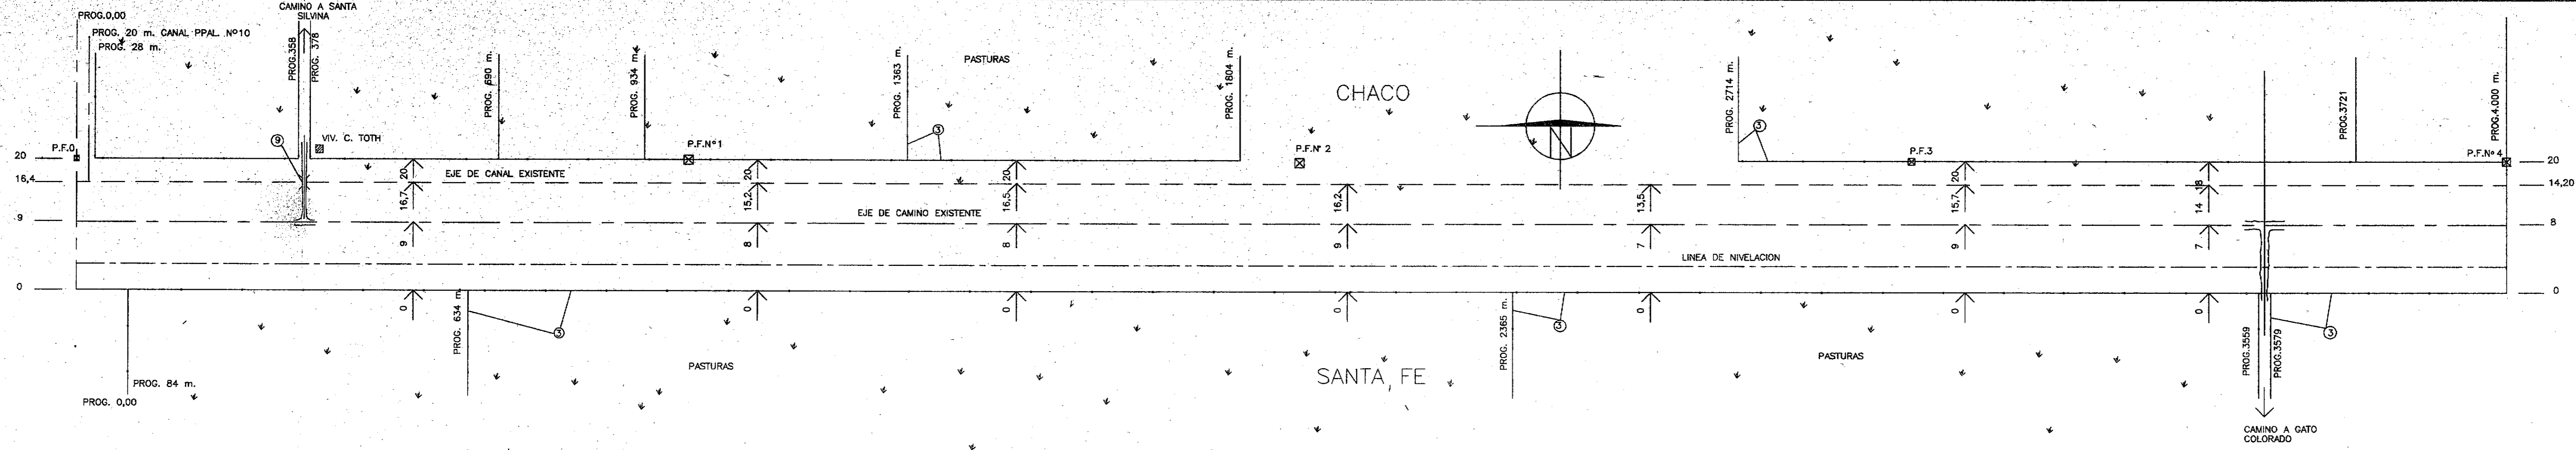 CAMINO A SANTA
SILVINA
PROG.0,00
PROG. 20 m. CANAL PPAL. Nº10
PROG. 28 m.
PROG.358
PROG. 378
PROG. 690 m.
PROG. 934 m.
PROG. 1363 m.
PASTURAS
PROG. 1804 m.
CHACO
N
PROG. 2714 m.
PROG.3721
PROG.4.000 m.
9
VIV. C. TOTH
3
3
P.F.0
P.F.Nº1
P.F.Nº 2
P.F.3
P.F.Nº 4
20
20
16,4
14,20
EJE DE CANAL EXISTENTE
20
20
20
20
18
16,7
15,2
16,5
16,2
13,5
15,7
14
9
8
EJE DE CAMINO EXISTENTE
9
8
8
9
7
9
7
LINEA DE NIVELACION
0
0
0
0
0
0
0
0
0
PROG. 634 m.
3
PROG. 2365 m.
3
PROG.3559
PROG.3579
3
PASTURAS
PASTURAS
SANTA FE
PROG. 84 m.
PROG. 0,00
CAMINO A GATO
COLORADO